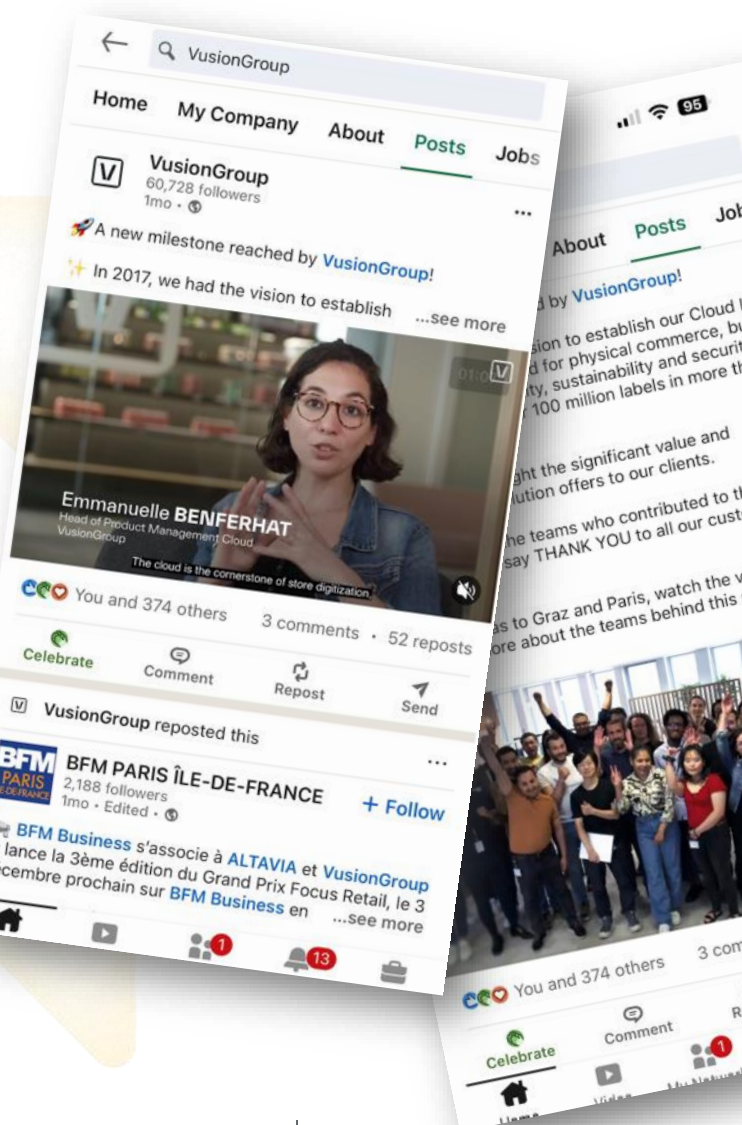 VusionGroup
Home My Company About Posts Jobs
V
VusionGroup
60,728 followers
1mo •
🚀 A new milestone reached by VusionGroup!
✨ In 2017, we had the vision to establish ...see more
V
Emmanuelle BENFERHAT
Head of Product Management Cloud
VusionGroup
The cloud is the cornerstone of store digitization,
You and 374 others 3 comments • 52 reposts
Celebrate Comment Repost Send
V VusionGroup reposted this
BFM
PARIS
BFM PARIS ÎLE-DE-FRANCE
2,188 followers
1mo • Edited •
+ Follow
BFM Business s'associe à ALTAVIA et VusionGroup
lance la 3ème édition du Grand Prix Focus Retail, le 3
écembre prochain sur BFM Business en ...see more
1 13
95
About Posts Job
d by VusionGroup!
sion to establish our Cloud
d for physical commerce, bu
ty, sustainability and securit
100 million labels in more th
ght the significant value and
ution offers to our clients.
he teams who contributed to th
say THANK YOU to all our custo
as to Graz and Paris, watch the v
ore about the teams behind this
You and 374 others 3 com
Celebrate Comment R
1